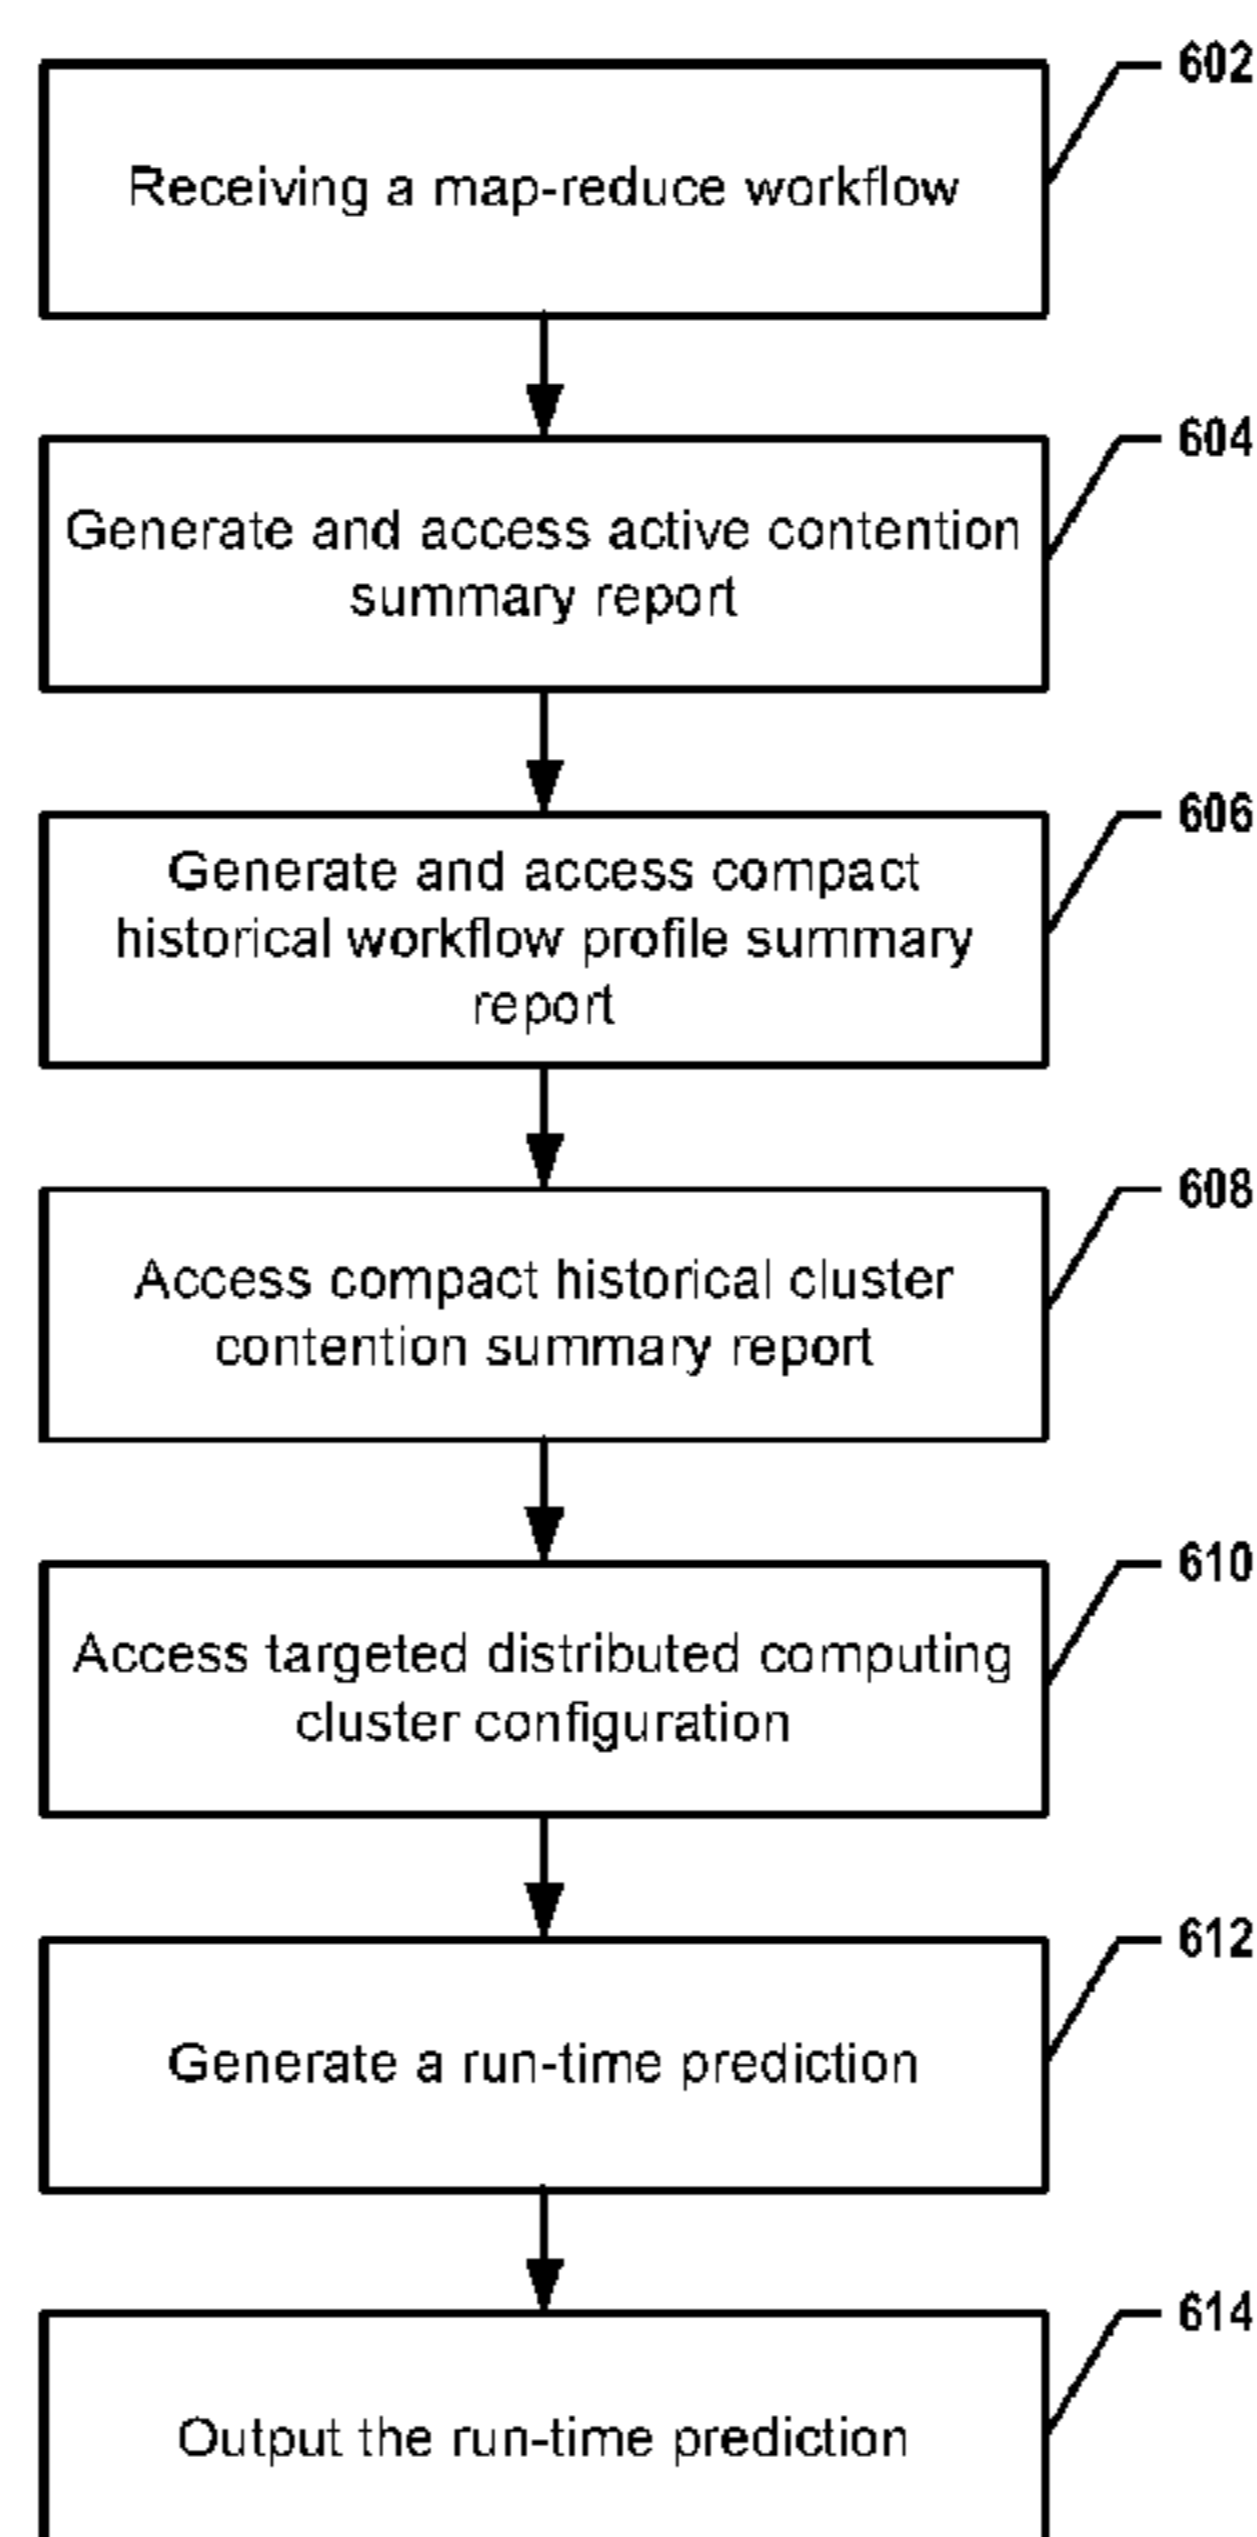 602
Receiving a map-reduce workflow
604
Generate and access active contention
summary report
606
Generate and access compact
historical workflow profile summary
report
608
Access compact historical cluster
contention summary report
610
Access targeted distributed computing
cluster configuration
612
Generate a run-time prediction
614
Output the run-time prediction